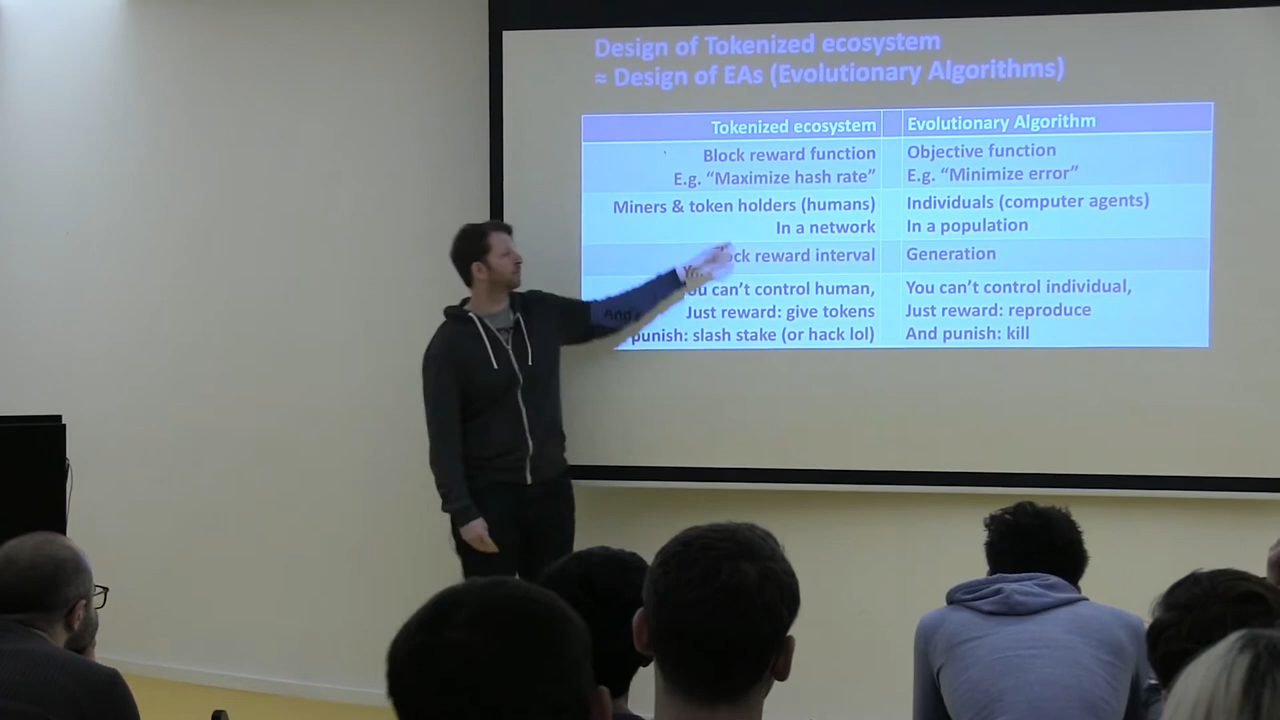 Design of Tokenized ecosystem
≈ Design of EAs (Evolutionary Algorithms)
Tokenized ecosystem
Evolutionary Algorithm
Block reward function
E.g. “Maximize hash rate”
Objective function
E.g. “Minimize error”
Miners & token holders (humans)
In a network
Individuals (computer agents)
In a population
reward interval
Generation
can’t control human,
Just reward: give tokens
punish: slash stake (or hack lol)
You can’t control individual,
Just reward: reproduce
And punish: kill